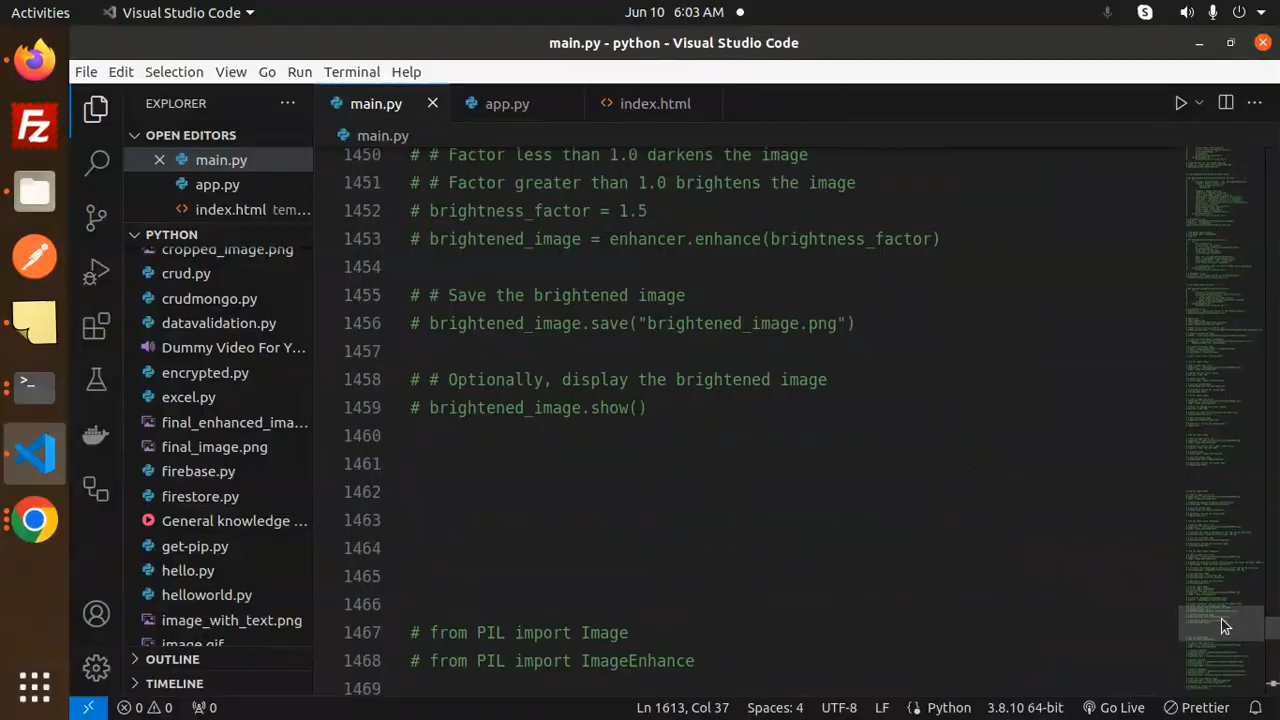 Activities
Visual Studio Code
Jun 10 6:03 AM
main.py - python - Visual Studio Code
File Edit Selection View Go Run Terminal Help
EXPLORER
main.py
app.py
index.html
OPEN EDITORS
main.py
main.py
app.py
index.html tem...
PYTHON
cropped_image.png
crud.py
crudmongo.py
datavalidation.py
Dummy Video For Y...
encrypted.py
excel.py
final_enhanced_ima...
final_image.png
firebase.py
firestore.py
General knowledge ...
get-pip.py
hello.py
helloworld.py
image_with_text.png
image.gif
OUTLINE
TIMELINE
1450 # # Factor less than 1.0 darkens the image
1451 # # Factor greater than 1.0 brightens the image
1452 # brightness_factor = 1.5
1453 # brightened_image = enhancer.enhance(brightness_factor)
1454
1455 # # Save the brightened image
1456 # brightened_image.save("brightened_image.png")
1457
1458 # # Optionally, display the brightened image
1459 # brightened_image.show()
1460
1461
1462
1463
1464
1465
1466
1467 # from PIL import Image
1468 # from PIL import ImageEnhance
1469
0 0 0
Ln 1613, Col 37 Spaces: 4 UTF-8 LF Python 3.8.10 64-bit Go Live Prettier